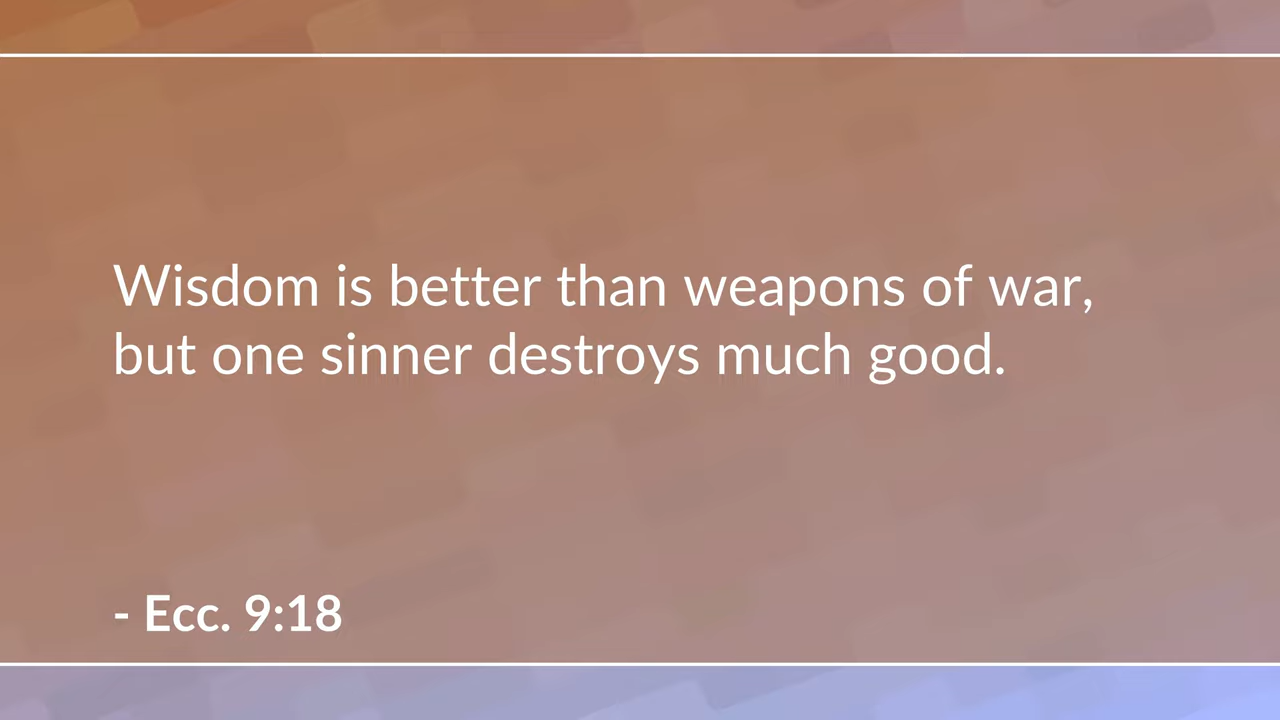 Wisdom is better than weapons of war,
but one sinner destroys much good.
- Ecc. 9:18